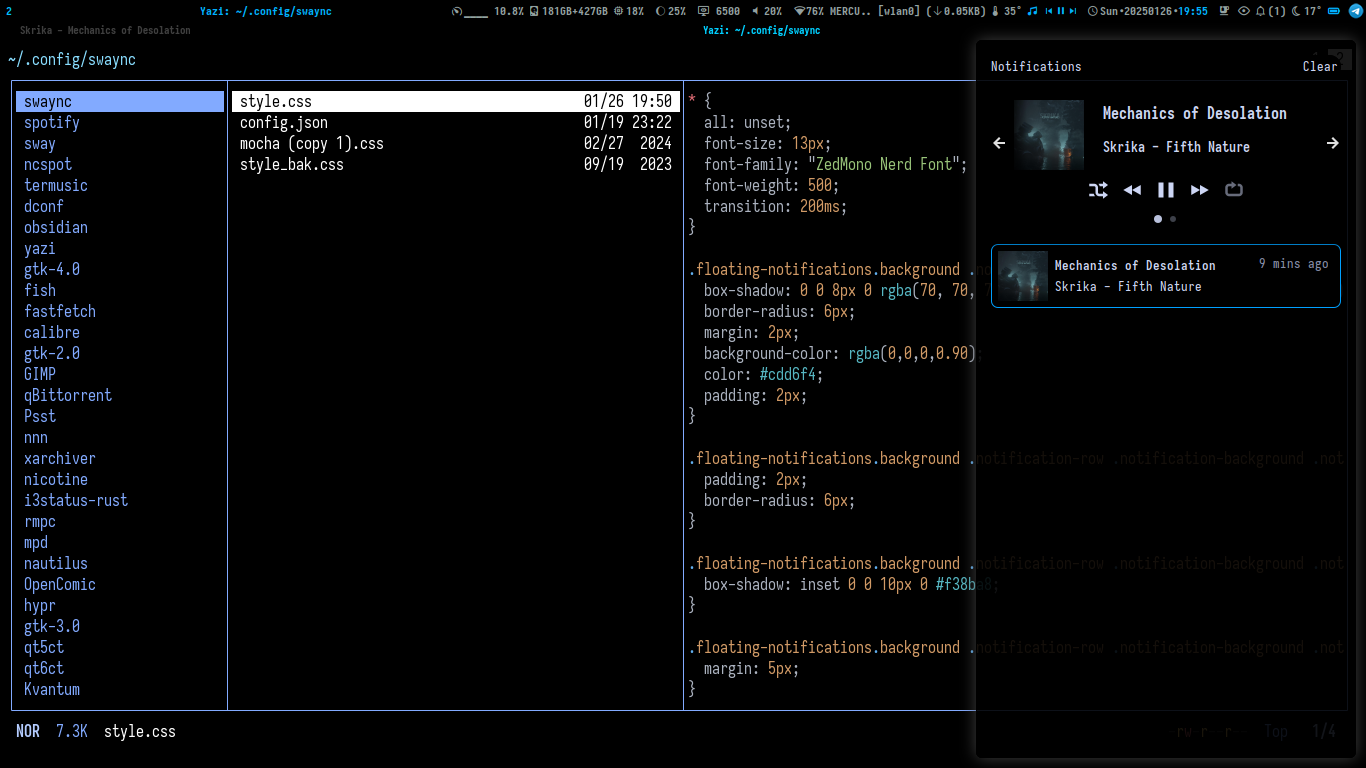 2 Yazi: ~/.config/swaync 10.8% 181GB+427GB 18% 25% 6500 20% 76% MERCU.. [wlan0] (↓0.05KB) 35° Sun•20250126•19:55 (1) 17°
Skrika - Mechanics of Desolation Yazi: ~/.config/swaync
~/.config/swaync
swaync
spotify
sway
ncspot
termusic
dconf
obsidian
yazi
gtk-4.0
fish
fastfetch
calibre
gtk-2.0
GIMP
qBittorrent
Psst
nnn
xarchiver
nicotine
i3status-rust
rmpc
mpd
nautilus
OpenComic
hypr
gtk-3.0
qt5ct
qt6ct
Kvantum
style.css 01/26 19:50
config.json 01/19 23:22
mocha (copy 1).css 02/27 2024
style_bak.css 09/19 2023
* {
all: unset;
font-size: 13px;
font-family: "ZedMono Nerd Font";
font-weight: 500;
transition: 200ms;
}
.floating-notifications.background .no
box-shadow: 0 0 8px 0 rgba(70, 70,
border-radius: 6px;
margin: 2px;
background-color: rgba(0,0,0,0.90);
color: #cdd6f4;
padding: 2px;
}
.floating-notifications.background .notification-row .notification-background .not
padding: 2px;
border-radius: 6px;
}
.floating-notifications.background .notification-row .notification-background .not
box-shadow: inset 0 0 10px 0 #f38ba8;
}
.floating-notifications.background .notification-row .notification-background .not
margin: 5px;
}
Notifications Clear
Mechanics of Desolation
Skrika - Fifth Nature
Mechanics of Desolation 9 mins ago
Skrika - Fifth Nature
NOR 7.3K style.css -rw-r--r-- Top 1/4